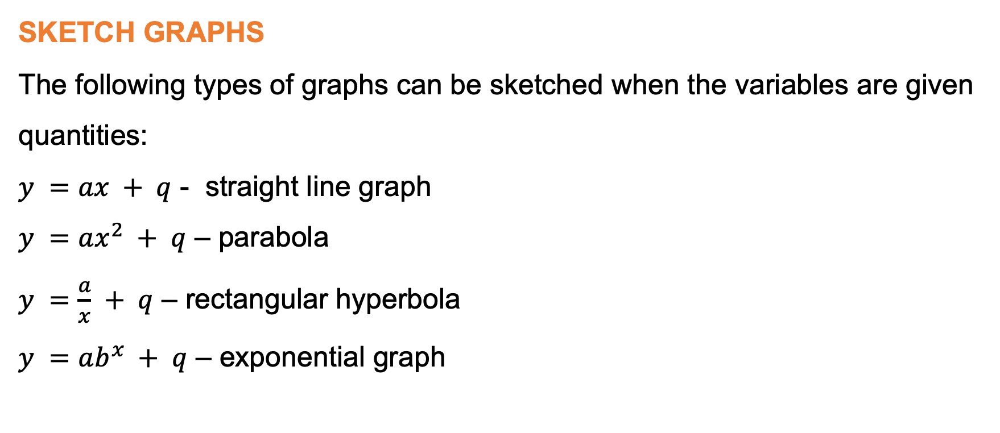 SKETCH GRAPHS
The following types of graphs can be sketched when the variables are given
quantities:
y = ax + q - straight line graph
y = ax² + q – parabola
y = a/x + q – rectangular hyperbola
y = abˣ + q – exponential graph